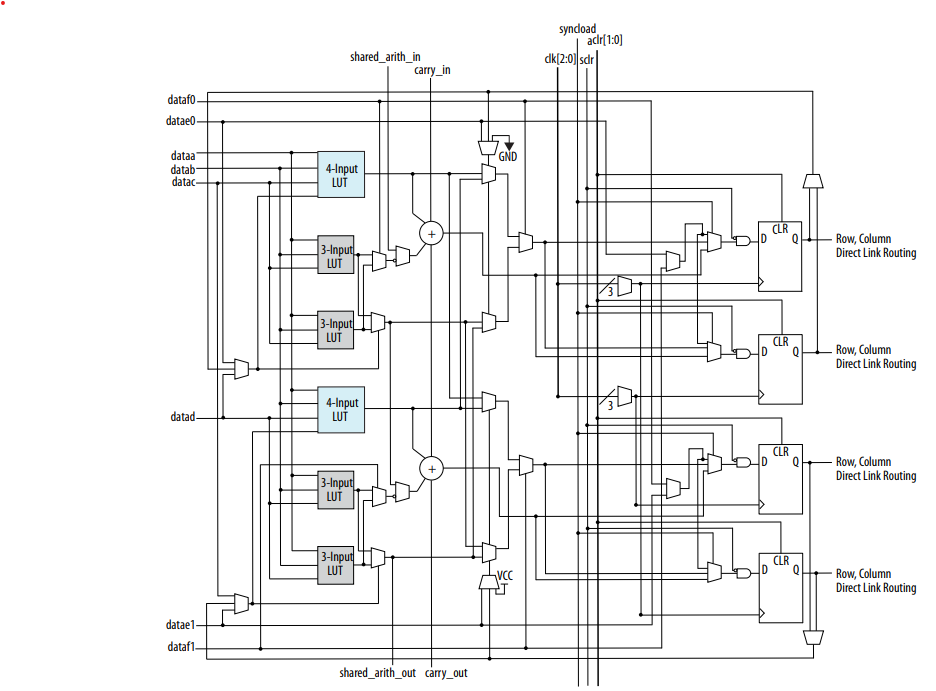 syncload
aclr[1:0]
shared_arith_in
clk[2:0]
sclr
carry_in
dataf0
datae0
dataa
datab
datac
GND
4-Input
LUT
CLR
D
Q
Row, Column
Direct Link Routing
3-Input
LUT
3
3-Input
LUT
CLR
D
Q
Row, Column
Direct Link Routing
datad
4-Input
LUT
3
CLR
D
Q
Row, Column
Direct Link Routing
3-Input
LUT
3-Input
LUT
VCC
CLR
D
Q
Row, Column
Direct Link Routing
datae1
dataf1
shared_arith_out
carry_out
+
+